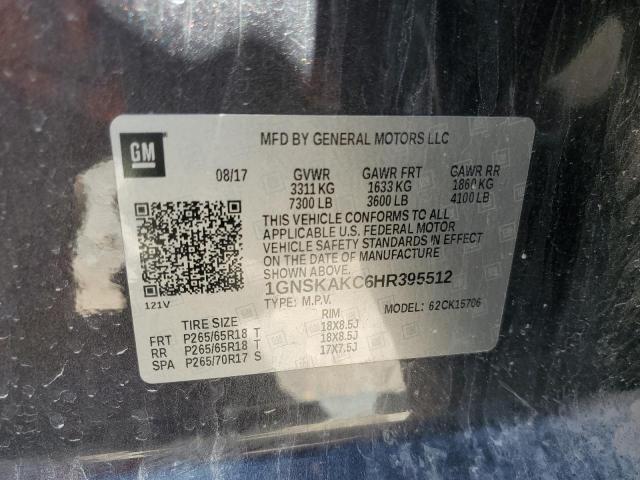 GM
MFD BY GENERAL MOTORS LLC
08/17 GVWR GAWR FRT GAWR RR
3311 KG 1633 KG 1860 KG
7300 LB 3600 LB 4100 LB
THIS VEHICLE CONFORMS TO ALL
APPLICABLE U.S. FEDERAL MOTOR
VEHICLE SAFETY STANDARDS IN EFFECT
ON THE DATE OF MANUFACTURE
SHOWN ABOVE.
1GNSKAKC6HR395512
121V
TYPE: M.P.V. MODEL: 62CK15706
TIRE SIZE RIM
FRT P265/65R18 T 18X8.5J
RR P265/65R18 T 18X8.5J
SPA P265/70R17 S 17X7.5J